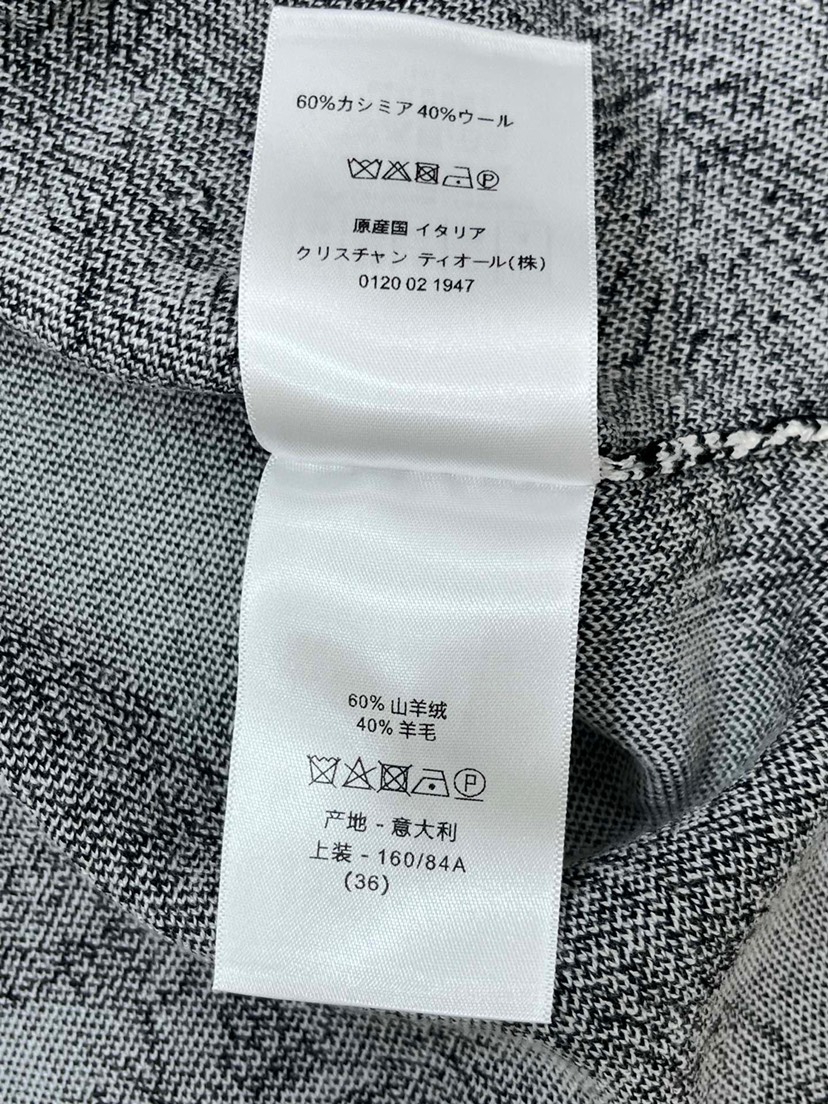 60%カシミア 40%ウール
P
原産国 イタリア
クリスチャン ディオール(株)
0120 02 1947
60% 山羊绒
40% 羊毛
P
产地 - 意大利
上装 - 160/84A
(36)